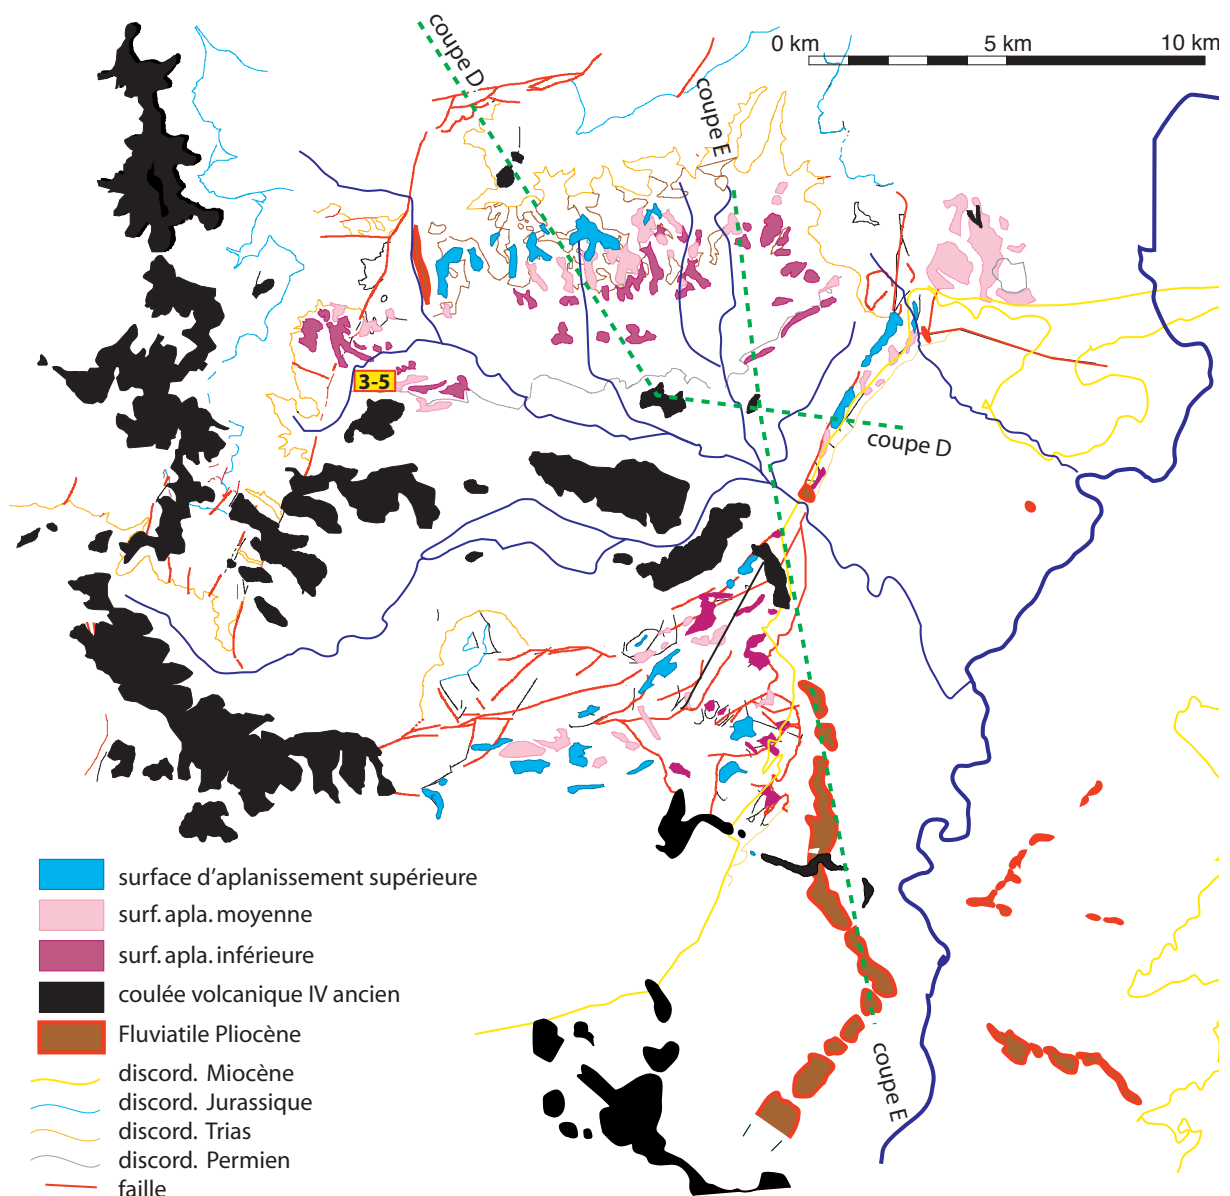 coupe D
coupe E
0 km 5 km 10 km
3-5
coupe D
surface d'aplanissement supérieure
surf. apla. moyenne
surf. apla. inférieure
coulée volcanique IV ancien
Fluviatile Pliocène
discord. Miocène
discord. Jurassique
discord. Trias
discord. Permien
faille
coupe E